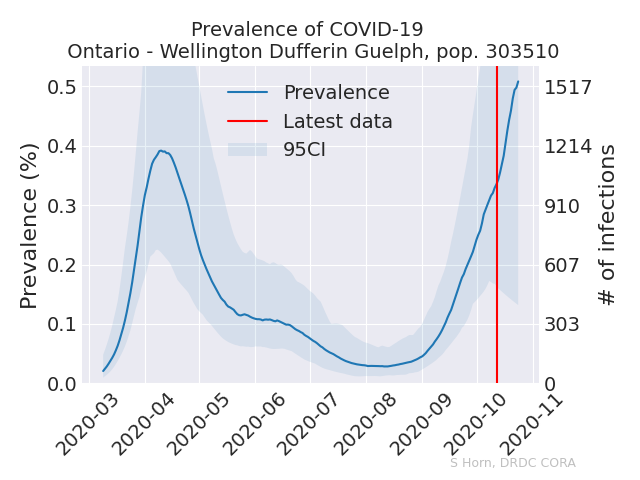 Prevalence of COVID-19
Ontario - Wellington Dufferin Guelph, pop. 303510
Prevalence (%)
0.5
0.4
0.3
0.2
0.1
0.0
Prevalence
Latest data
95CI
1517
1214
910
607
303
0
# of infections
2020-03
2020-04
2020-05
2020-06
2020-07
2020-08
2020-09
2020-10
2020-11
S Horn, DRDC CORA